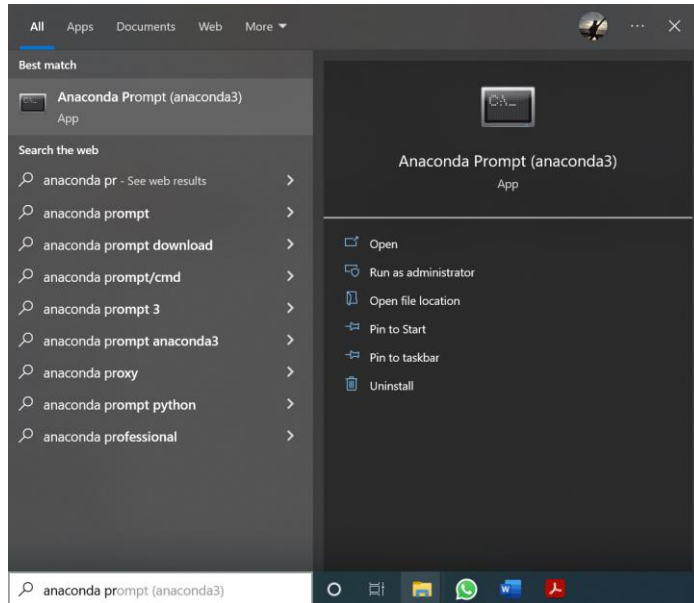 All Apps Documents Web More
Best match
Anaconda Prompt (anaconda3)
App
Search the web
anaconda pr - See web results
anaconda prompt
anaconda prompt download
anaconda prompt/cmd
anaconda prompt 3
anaconda prompt anaconda3
anaconda proxy
anaconda prompt python
anaconda professional
Anaconda Prompt (anaconda3)
App
Open
Run as administrator
Open file location
Pin to Start
Pin to taskbar
Uninstall
anaconda prompt (anaconda3)